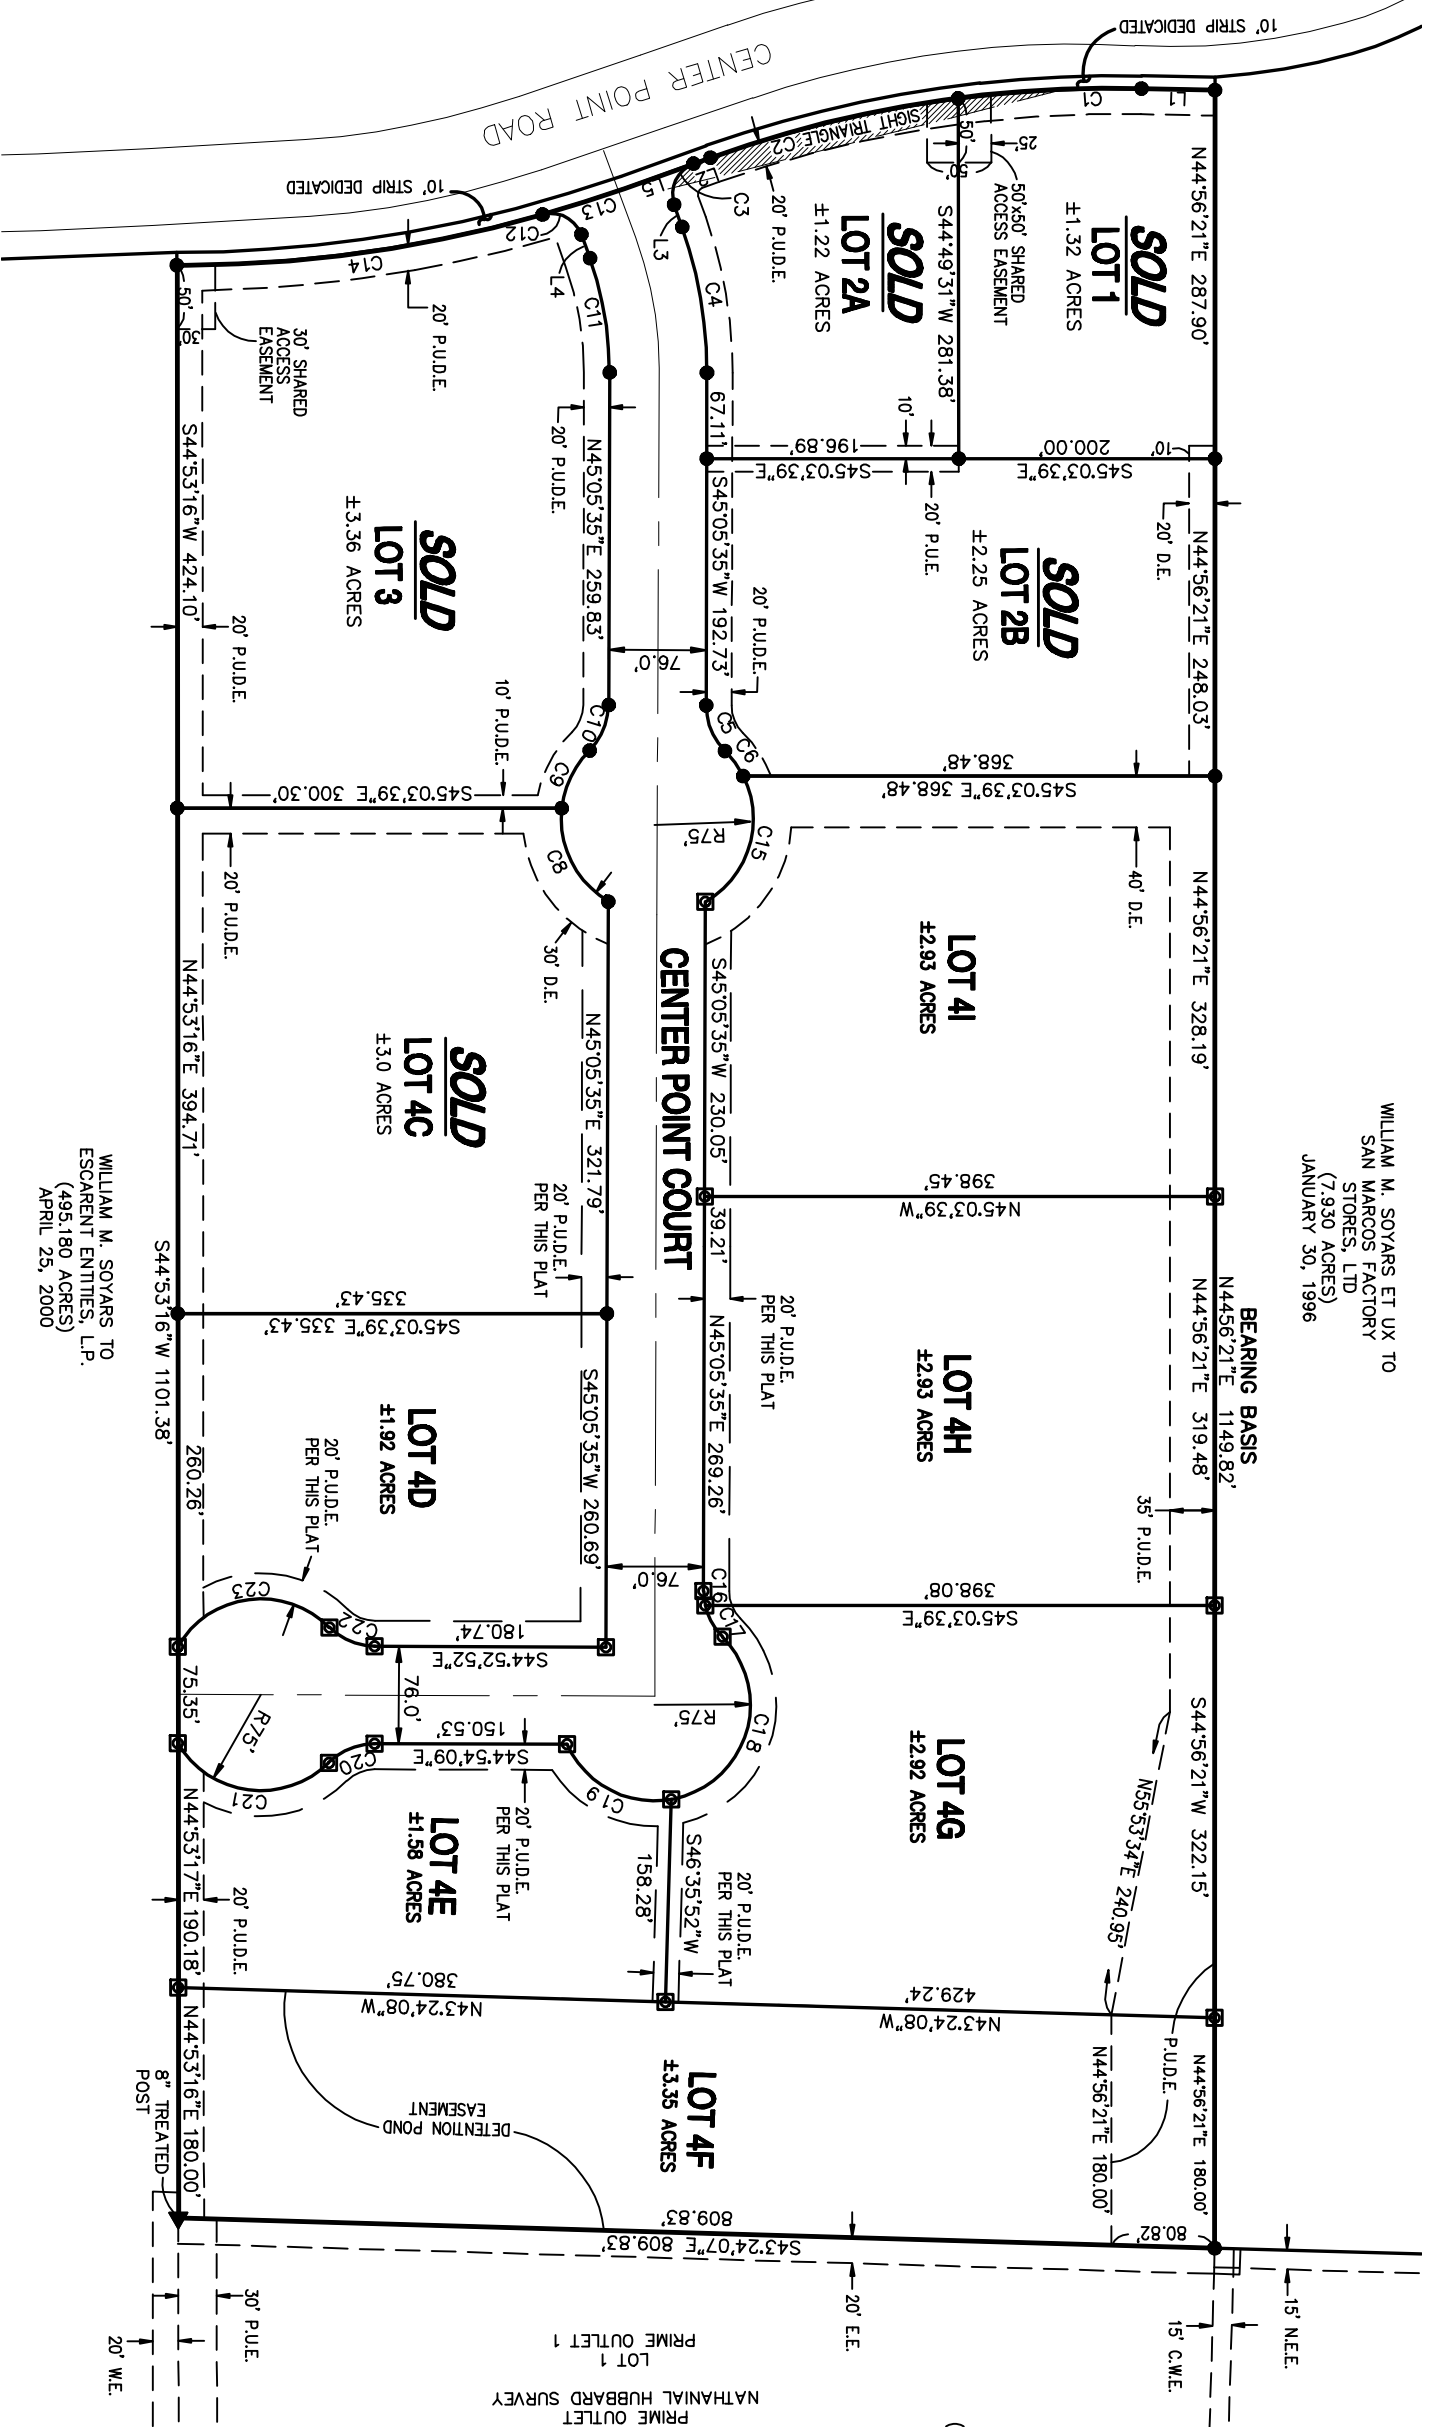 10' STRIP DEDICATED
CENTER POINT ROAD
10' STRIP DEDICATED
L1
C1
SIGHT TRIANGLE
C2
L2
L5
C3
L3
C13
C12
L4
C14
C4
C11
50'
50'
25'
50'x50' SHARED
ACCESS EASEMENT
20' P.U.D.E.
N44°56'21"E 287.90'
SOLD
LOT 1
±1.32 ACRES
S44°49'31"W 281.38'
SOLD
LOT 2A
±1.22 ACRES
50'
30'
30' SHARED
ACCESS
EASEMENT
20' P.U.D.E.
67.11'
10'
196.89'
S45°03'39"E
200.00'
S45°03'39"E
10'
20' D.E.
20' P.U.E.
N44°56'21"E 248.03'
SOLD
LOT 2B
±2.25 ACRES
S45°05'35"W 192.73'
20' P.U.D.E.
76.0'
N45°05'35"E 259.83'
20' P.U.D.E.
SOLD
LOT 3
±3.36 ACRES
S44°53'16"W 424.10'
20' P.U.D.E.
10' P.U.D.E.
C5
C6
C10
C9
C8
C15
R75'
368.48'
S45°03'39"E 368.48'
S45°03'39"E 300.30'
20' P.U.D.E.
40' D.E.
30' D.E.
N44°56'21"E 328.19'
LOT 4I
±2.93 ACRES
S45°05'35"W 230.05'
CENTER POINT COURT
N45°05'35"E 321.79'
20' P.U.D.E.
PER THIS PLAT
SOLD
LOT 4C
±3.0 ACRES
N44°53'16"E 394.71'
WILLIAM M. SOYARS ET UX TO
SAN MARCOS FACTORY
STORES, LTD
(7.930 ACRES)
JANUARY 30, 1996
WILLIAM M. SOYARS TO
ESCARENT ENTITIES, L.P.
(495.180 ACRES)
APRIL 25, 2000
398.45'
N45°03'39"W
39.21'
335.43'
S45°03'39"E 335.43'
S44°53'16"W 1101.38'
BEARING BASIS
N44°56'21"E 1149.82'
N44°56'21"E 319.48'
LOT 4H
±2.93 ACRES
20' P.U.D.E.
PER THIS PLAT
N45°05'35"E 269.26'
35' P.U.D.E.
S45°05'35"W 260.69'
LOT 4D
±1.92 ACRES
20' P.U.D.E.
PER THIS PLAT
260.26'
76.0'
C16
C17
398.08'
S45°03'39"E
C23
C22
180.74'
S44°52'52"E
76.0'
75.35'
R75'
R75'
C18
150.53'
S44°54'09"E
C20
C21
C19
S44°56'21"W 322.15'
LOT 4G
±2.92 ACRES
N55°53'34"E 240.95'
20' P.U.D.E.
PER THIS PLAT
S46°35'52"W
158.28'
20' P.U.D.E.
PER THIS PLAT
LOT 4E
±1.58 ACRES
20' P.U.D.E.
N44°53'17"E 190.18'
380.75'
N43°24'08"W
429.24'
N43°24'08"W
P.U.D.E.
N44°56'21"E 180.00'
N44°56'21"E 180.00'
LOT 4F
±3.35 ACRES
DETENTION POND
EASEMENT
N44°53'16"E 180.00'
8" TREATED
POST
80.82'
809.83'
S43°24'07"E 809.83'
20' E.E.
15' N.E.E.
15' C.W.E.
30' P.U.E.
20' W.E.
PRIME OUTLET 1
LOT 1
NATHANIAL HUBBARD SURVEY
PRIME OUTLET